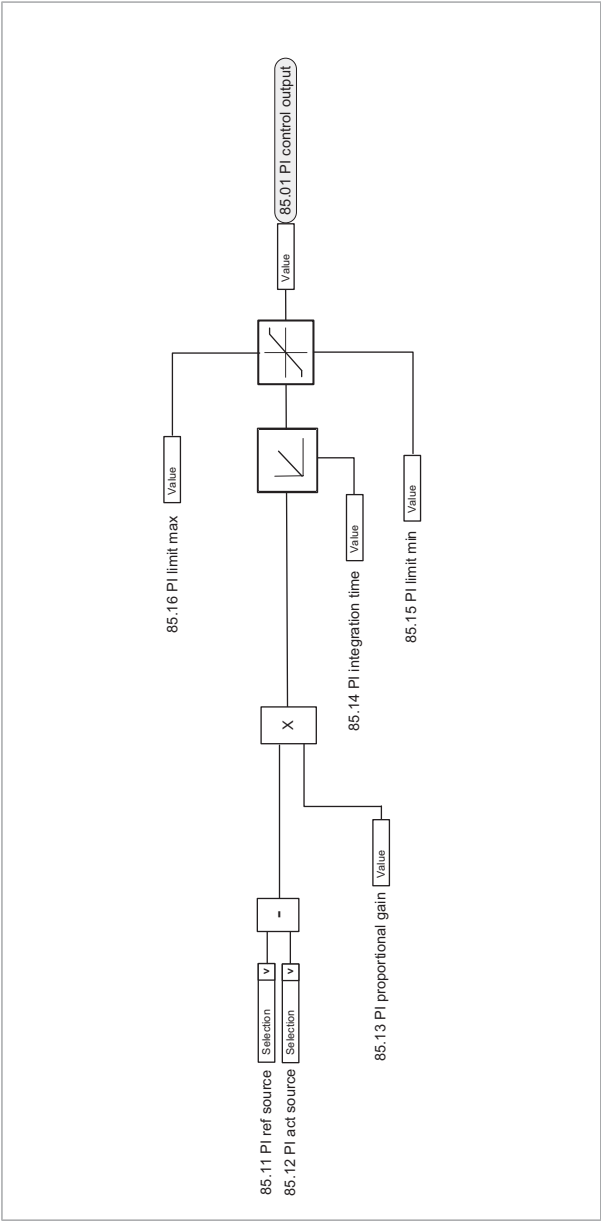 85.16 PI limit max
Value
85.11 PI ref source
Selection
v
85.12 PI act source
Selection
v
-
X
Value
85.01 PI control output
85.13 PI proportional gain
Value
85.14 PI integration time
Value
85.15 PI limit min
Value